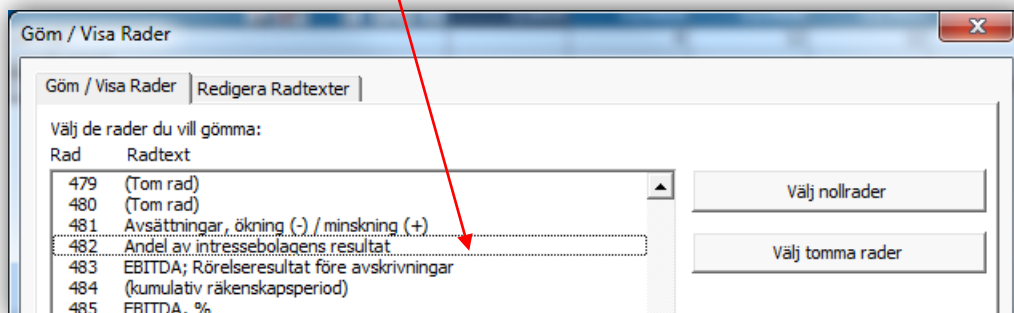 Göm / Visa Rader
Göm / Visa Rader Redigera Radtexter
Välj de rader du vill gömma:
Rad Radtext
479 (Tom rad)
480 (Tom rad)
481 Avsättningar, ökning (-) / minskning (+)
482 Andel av intressebolagens resultat
483 EBITDA; Rörelseresultat före avskrivningar
484 (kumulativ räkenskapsperiod)
485 EBITDA, %
Välj nollrader
Välj tomma rader